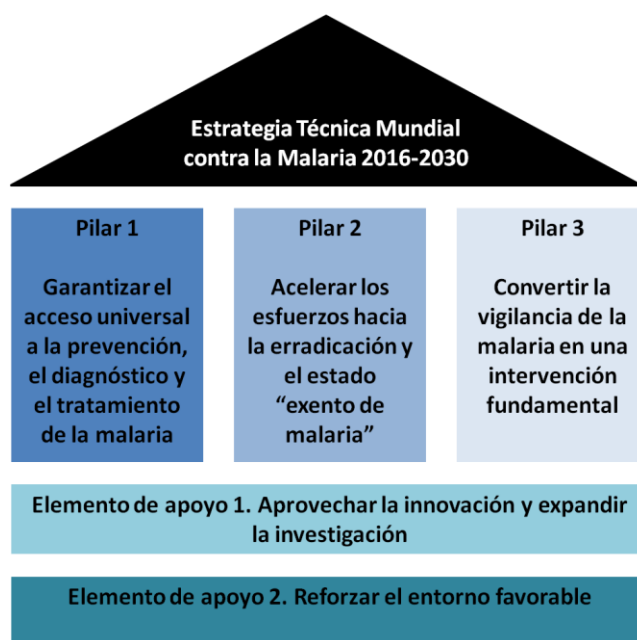 Estrategia Técnica Mundial
contra la Malaria 2016-2030
Pilar 1
Garantizar el
acceso universal
a la prevención,
el diagnóstico y
el tratamiento
de la malaria
Pilar 2
Acelerar los
esfuerzos hacia
la erradicación y
el estado
“exento de
malaria”
Pilar 3
Convertir la
vigilancia de la
malaria en una
intervención
fundamental
Elemento de apoyo 1. Aprovechar la innovación y expandir
la investigación
Elemento de apoyo 2. Reforzar el entorno favorable